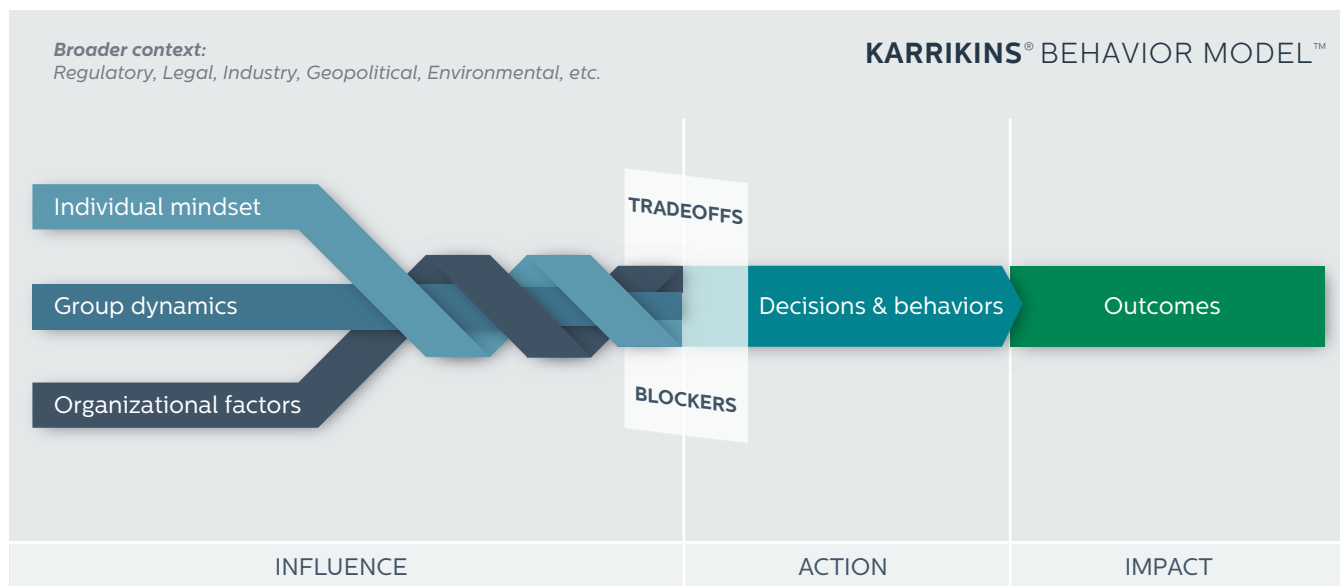 Broader context:
Regulatory, Legal, Industry, Geopolitical, Environmental, etc.
KARRIKINS® BEHAVIOR MODEL™
Individual mindset
Group dynamics
Organizational factors
TRADEOFFS
BLOCKERS
Decisions & behaviors
Outcomes
INFLUENCE
ACTION
IMPACT